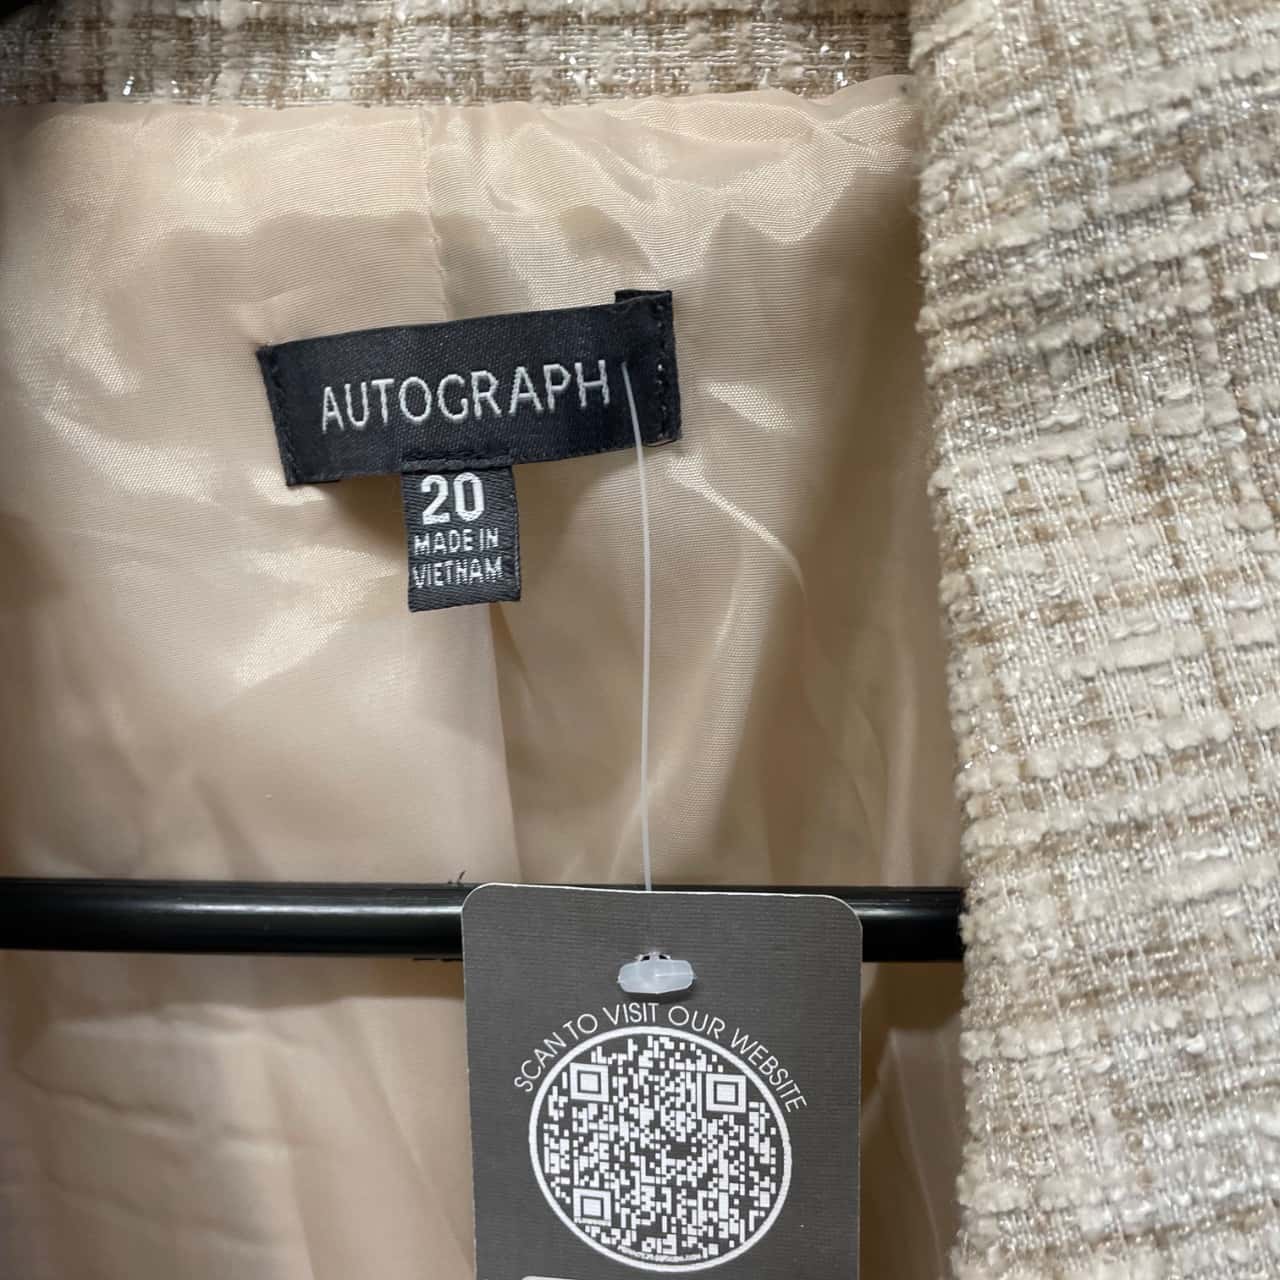 AUTOGRAPH
20
MADE IN
VIETNAM
SCAN TO VISIT OUR WEBSITE